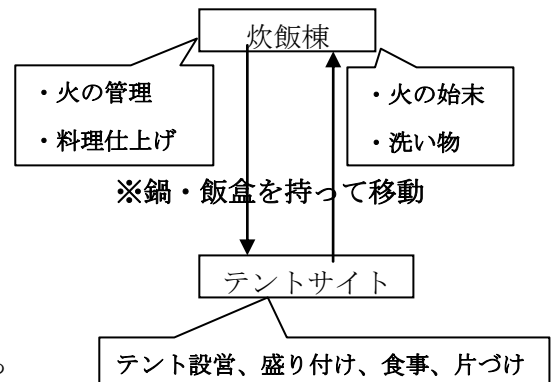 炊飯棟
・火の管理
・料理仕上げ
・火の始末
・洗い物
※鍋・飯盒を持って移動
テントサイト
テント設営、盛り付け、食事、片づけ